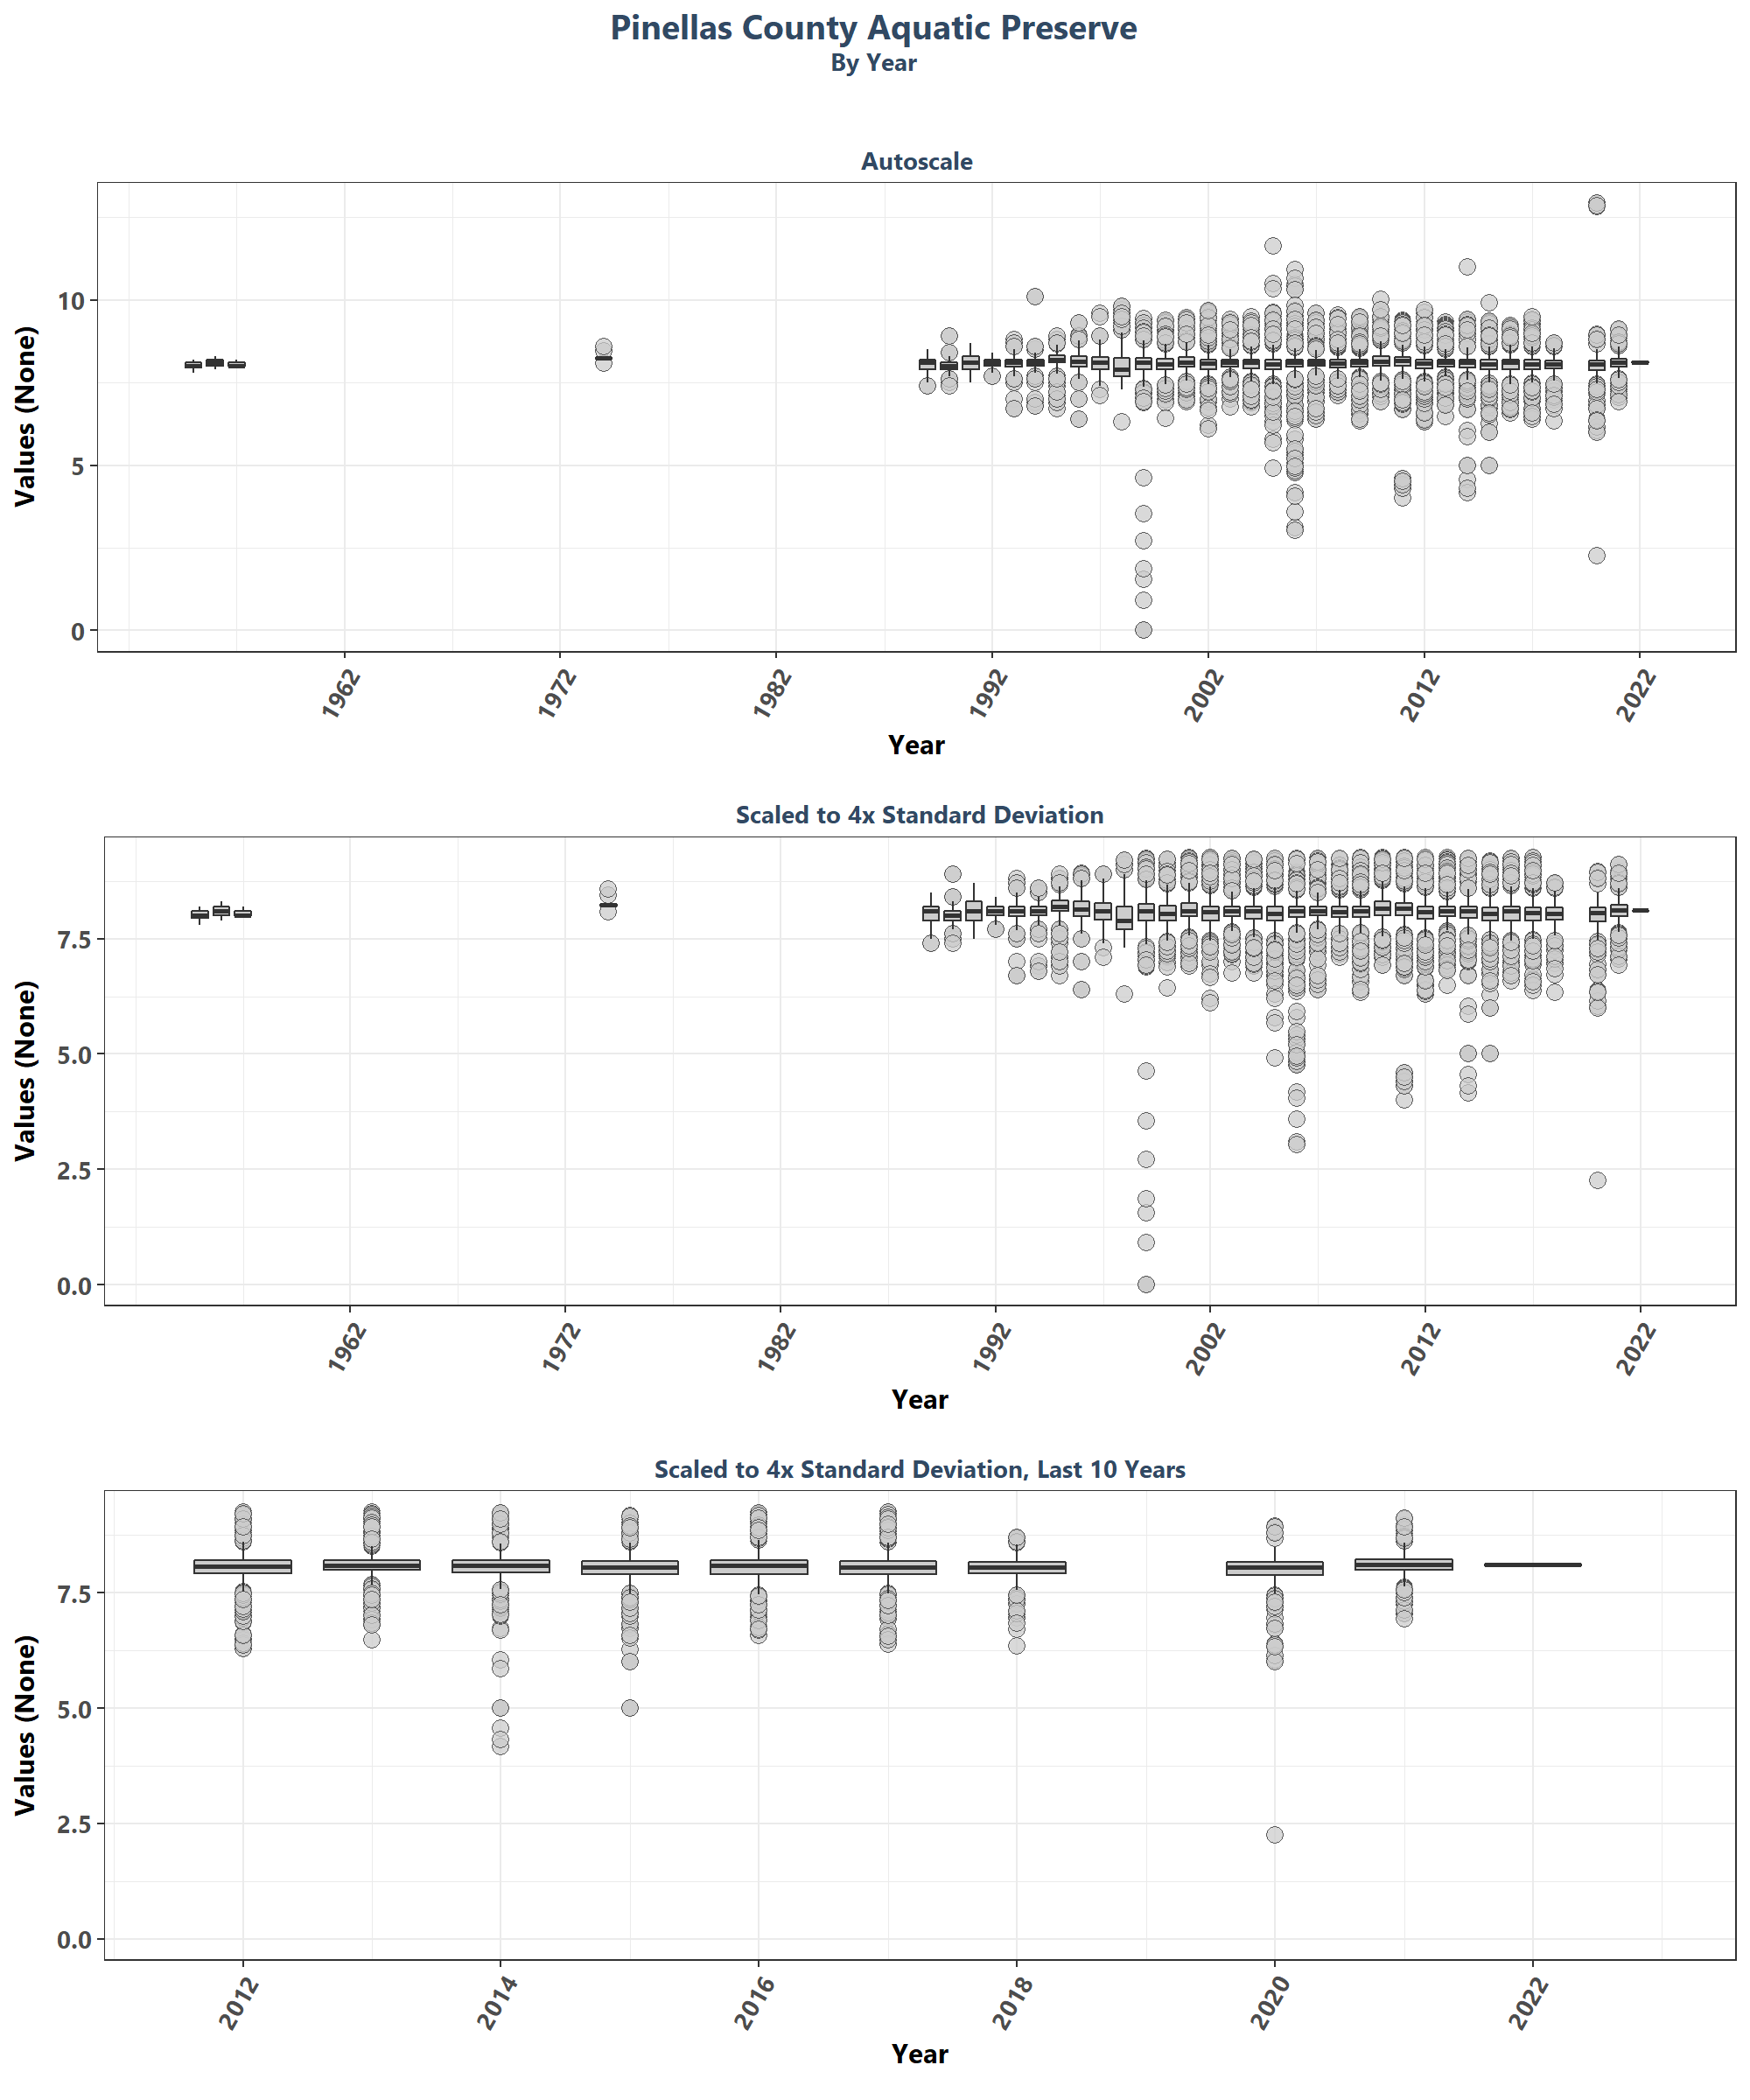 Pinellas County Aquatic Preserve
By Year
Autoscale
Values (None)
10
5
0
1962 1972 1982 1992 2002 2012 2022
Year
Scaled to 4x Standard Deviation
Values (None)
7.5
5.0
2.5
0.0
1962 1972 1982 1992 2002 2012 2022
Year
Scaled to 4x Standard Deviation, Last 10 Years
Values (None)
7.5
5.0
2.5
0.0
2012 2014 2016 2018 2020 2022
Year